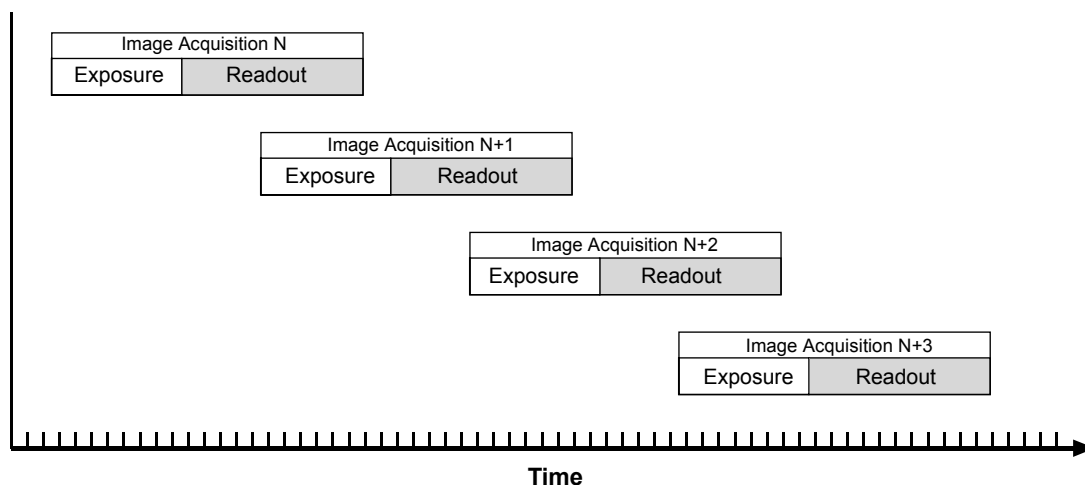 Image Acquisition N
Exposure Readout
Image Acquisition N+1
Exposure Readout
Image Acquisition N+2
Exposure Readout
Image Acquisition N+3
Exposure Readout
Time